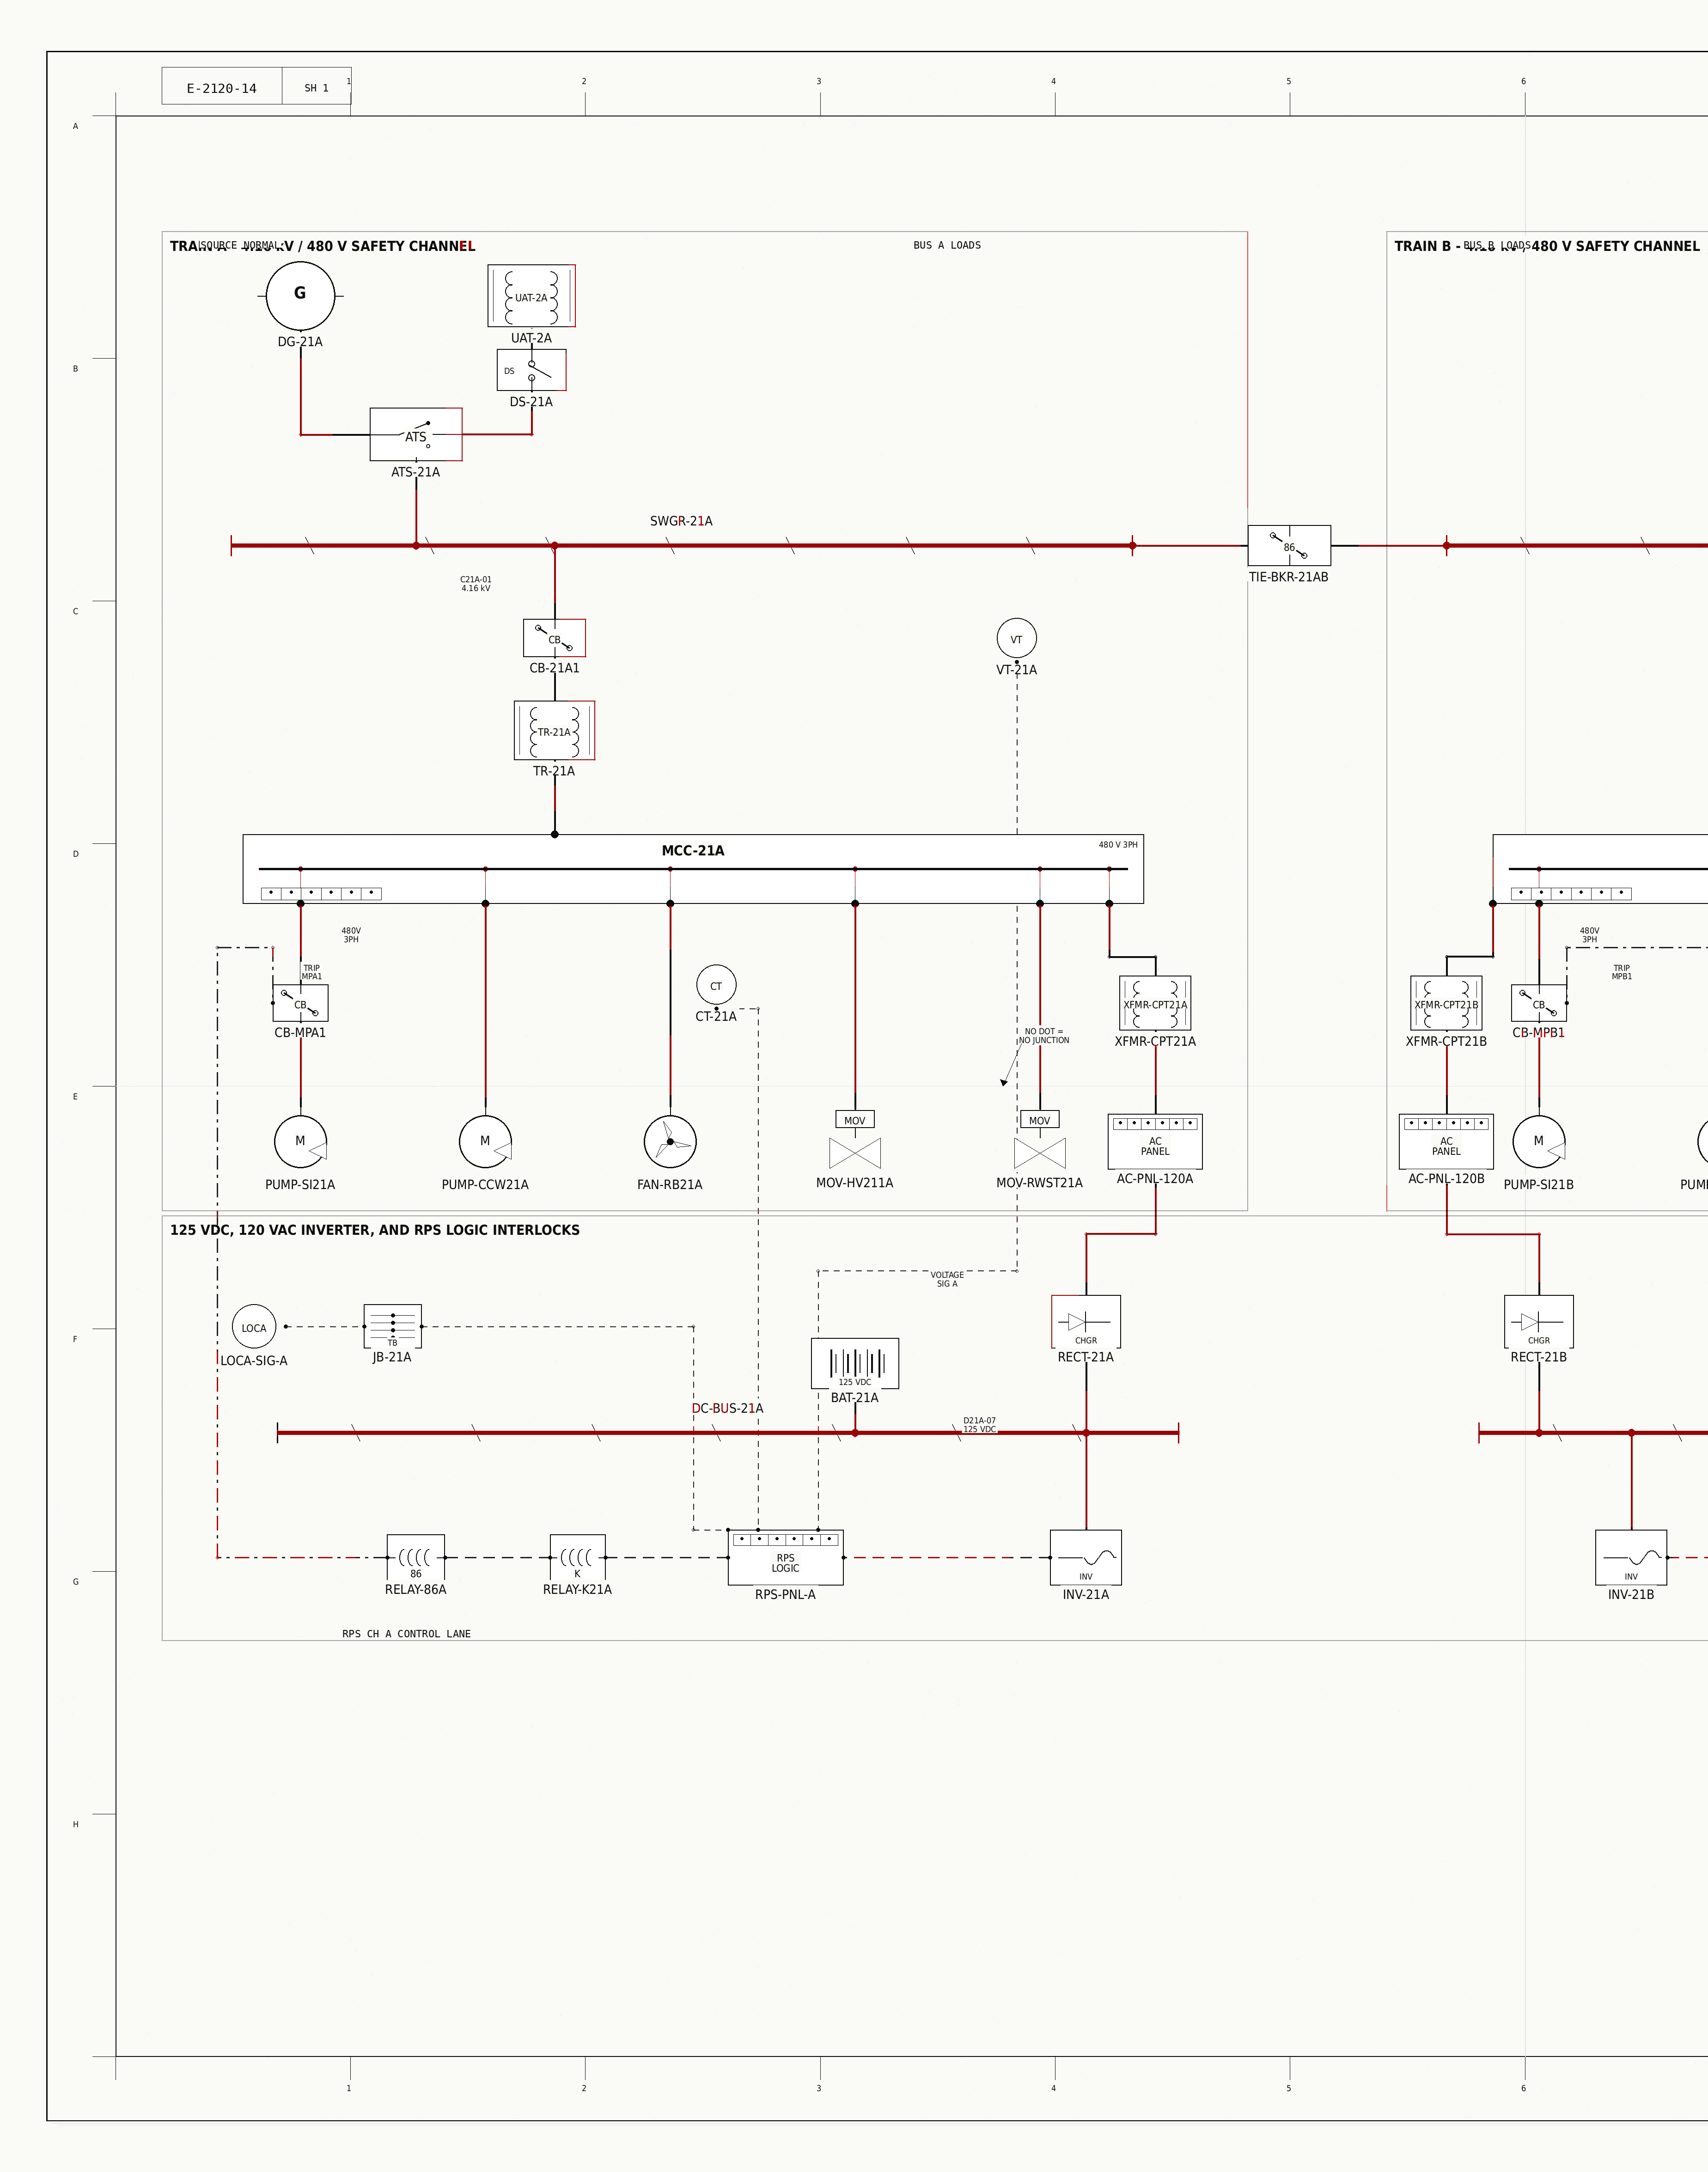 E-2120-14
SH 1
1
2
3
4
5
6
A
B
C
D
E
F
G
H
V / 480 V SAFETY CHANNEL
SOURCE NORMAL
BUS A LOADS
TRAIN B -
480 V SAFETY CHANNEL
BUS B LOADS
G
DG-21A
UAT-2A
UAT-2A
DS
DS-21A
ATS
ATS-21A
SWGR-21A
86
TIE-BKR-21AB
C21A-01
4.16 kV
CB
CB-21A1
VT
VT-21A
TR-21A
TR-21A
MCC-21A
480 V 3PH
480V
3PH
TRIP
MPA1
CB
CB-MPA1
CT
CT-21A
NO DOT =
NO JUNCTION
XFMR-CPT21A
XFMR-CPT21A
XFMR-CPT21B
XFMR-CPT21B
480V
3PH
TRIP
MPB1
CB
CB-MPB1
M
PUMP-SI21A
M
PUMP-CCW21A
FAN-RB21A
MOV
MOV-HV211A
MOV
MOV-RWST21A
AC
PANEL
AC-PNL-120A
AC
PANEL
AC-PNL-120B
M
PUMP-SI21B
PUM
125 VDC, 120 VAC INVERTER, AND RPS LOGIC INTERLOCKS
VOLTAGE
SIG A
LOCA
LOCA-SIG-A
TB
JB-21A
125 VDC
BAT-21A
CHGR
RECT-21A
CHGR
RECT-21B
DC-BUS-21A
D21A-07
125 VDC
86
RELAY-86A
K
RELAY-K21A
RPS
LOGIC
RPS-PNL-A
INV
INV-21A
INV
INV-21B
RPS CH A CONTROL LANE
1
2
3
4
5
6